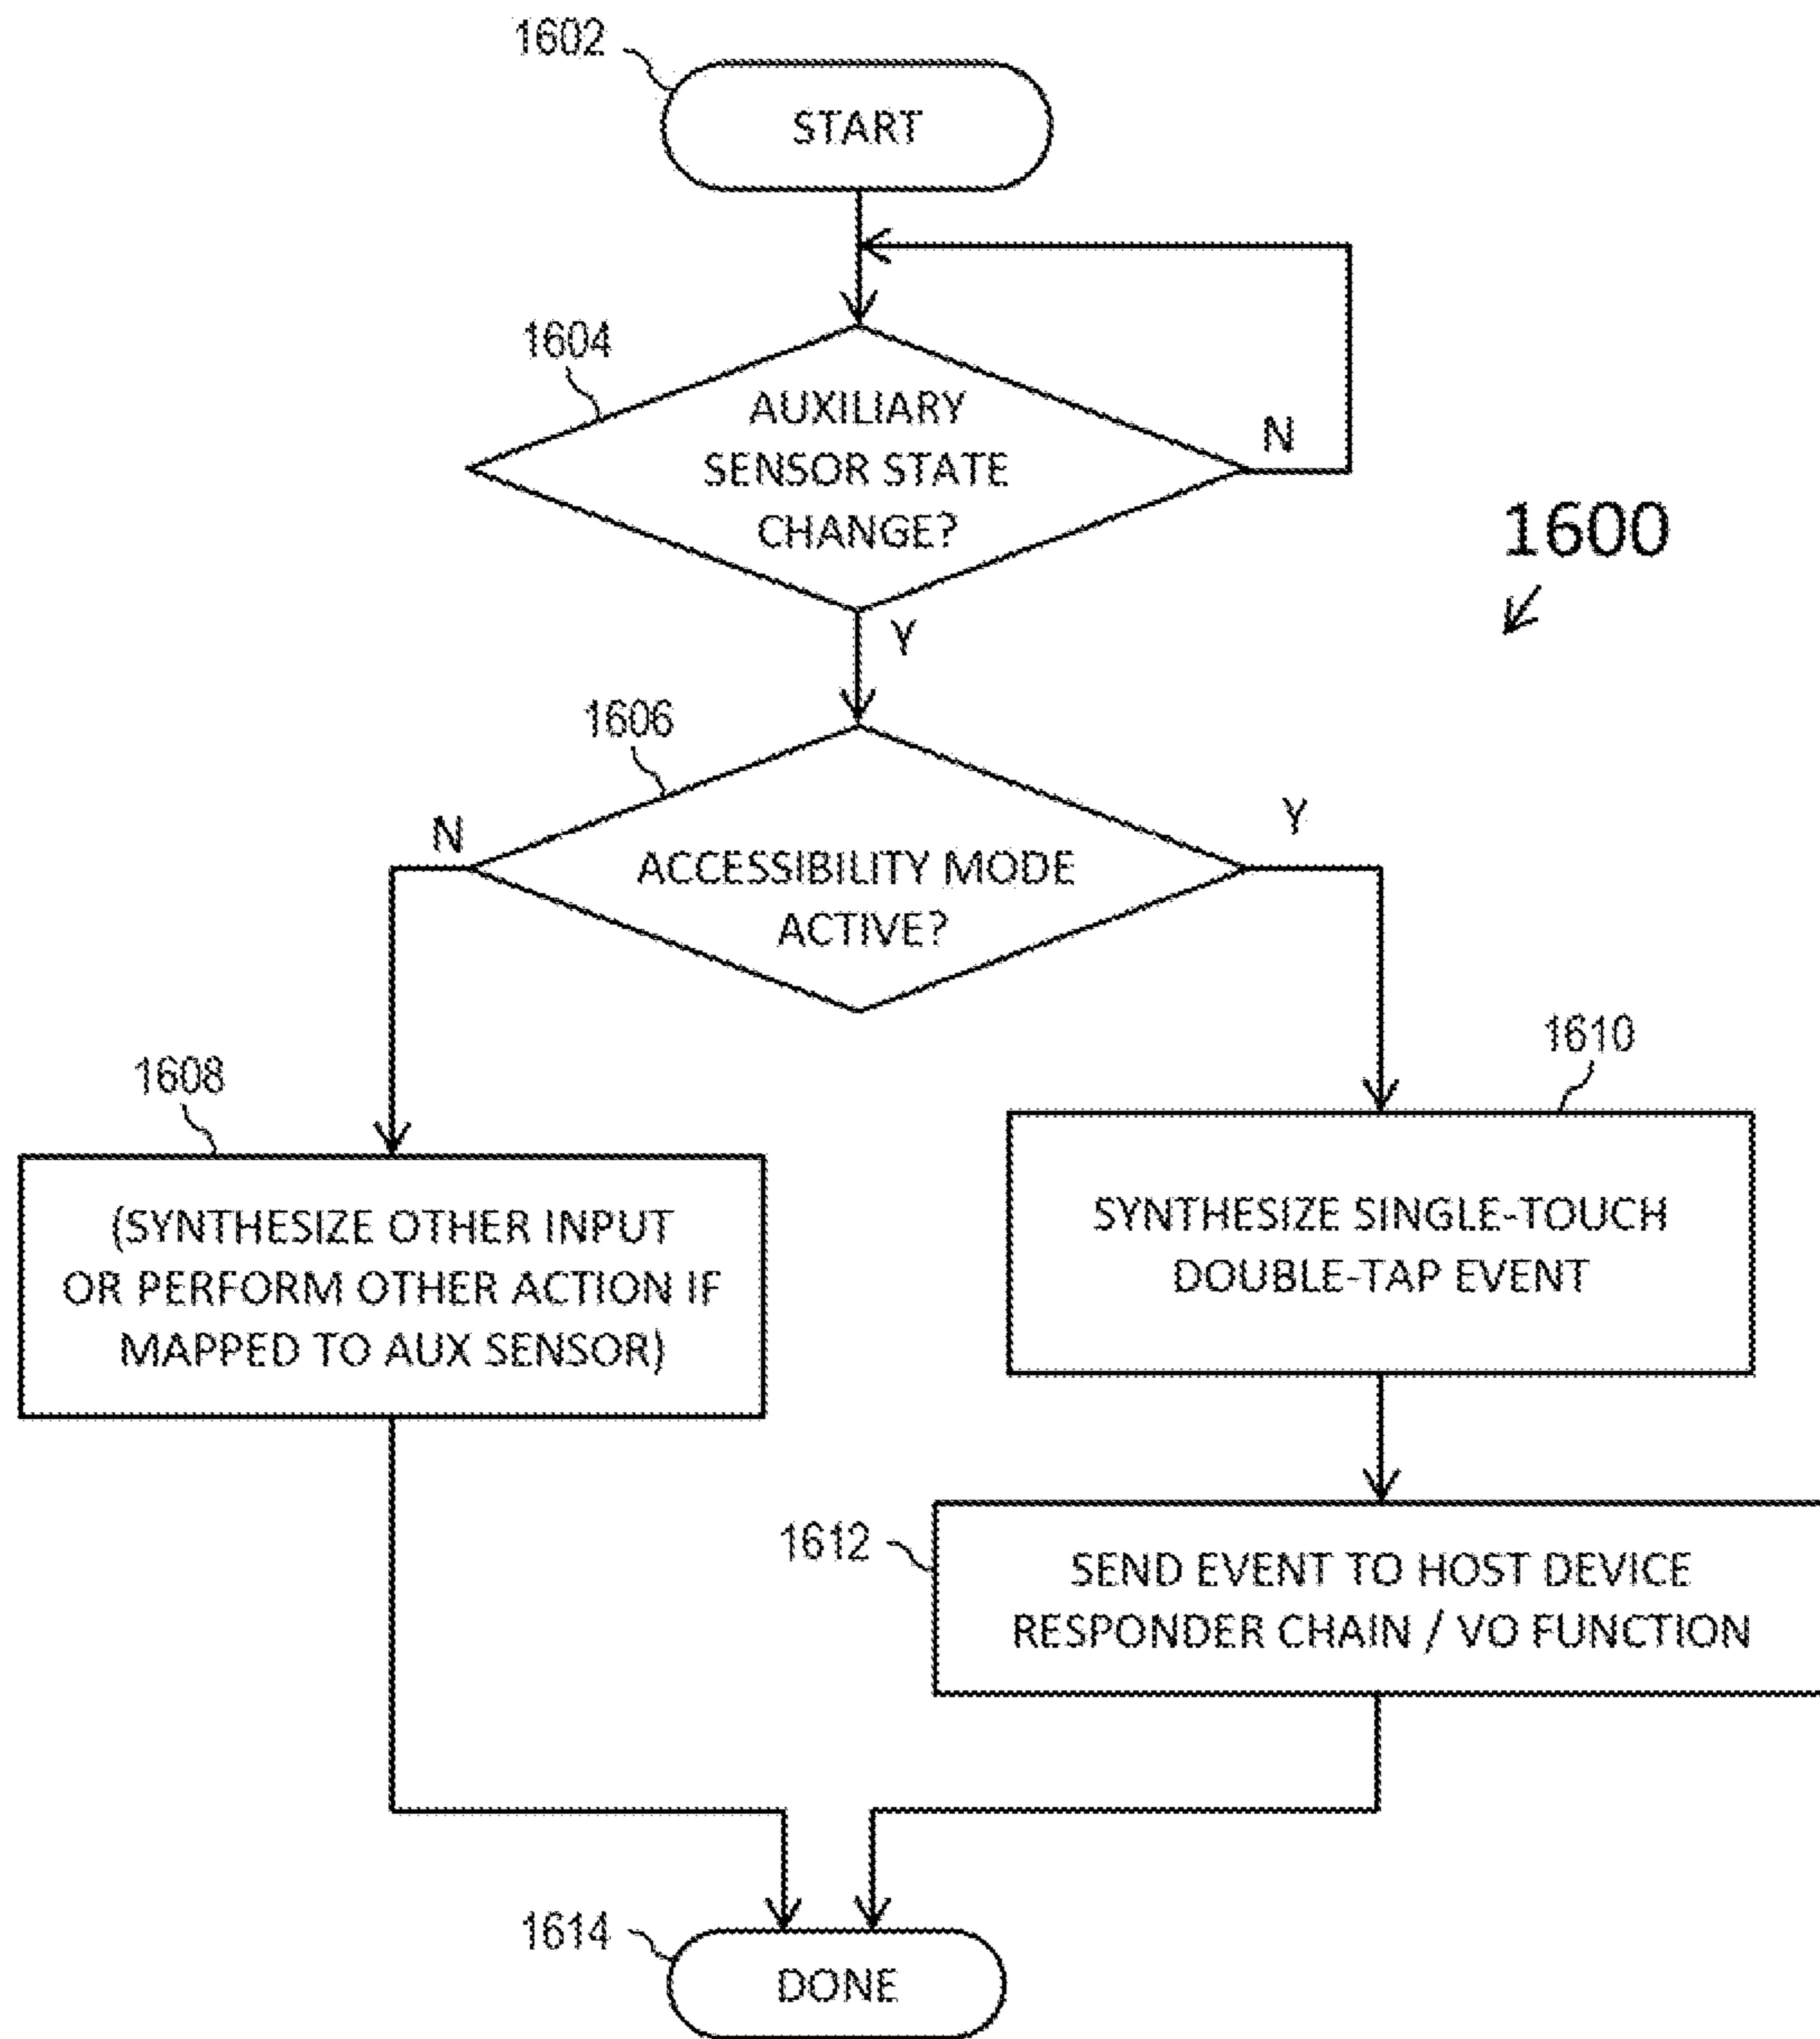 1602
START
1604
AUXILIARY
SENSOR STATE
CHANGE?
N
1600
Y
1606
N
Y
ACCESSIBILITY MODE
ACTIVE?
1608
1610
(SYNTHESIZE OTHER INPUT
OR PERFORM OTHER ACTION IF
MAPPED TO AUX SENSOR)
SYNTHESIZE SINGLE-TOUCH
DOUBLE-TAP EVENT
1612
SEND EVENT TO HOST DEVICE
RESPONDER CHAIN / VO FUNCTION
1614
DONE